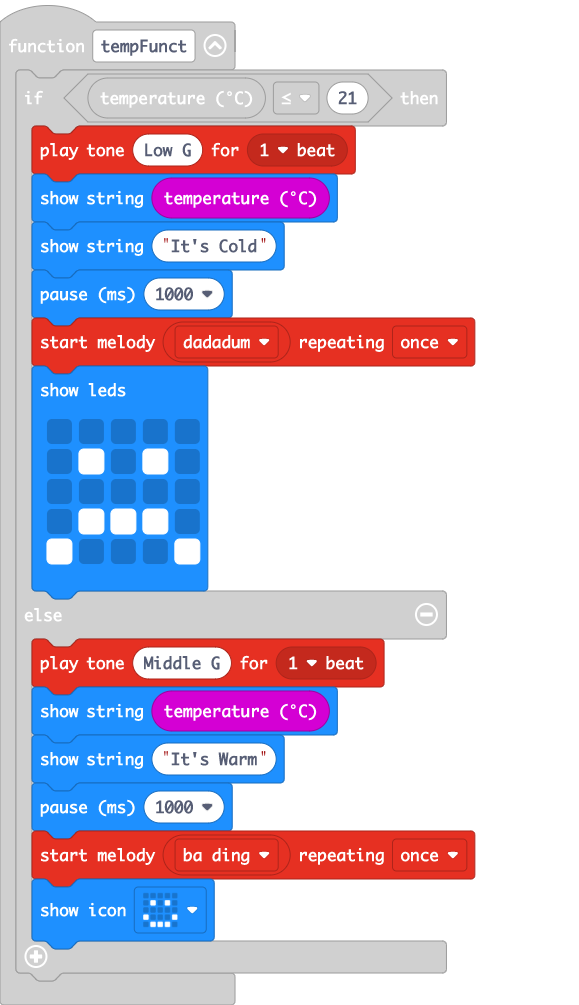 function tempFunct
if temperature (°C) ≤ 21 then
play tone Low G for 1 beat
show string temperature (°C)
show string "It's Cold"
pause (ms) 1000
start melody dadadum repeating once
show leds
else
play tone Middle G for 1 beat
show string temperature (°C)
show string "It's Warm"
pause (ms) 1000
start melody ba ding repeating once
show icon